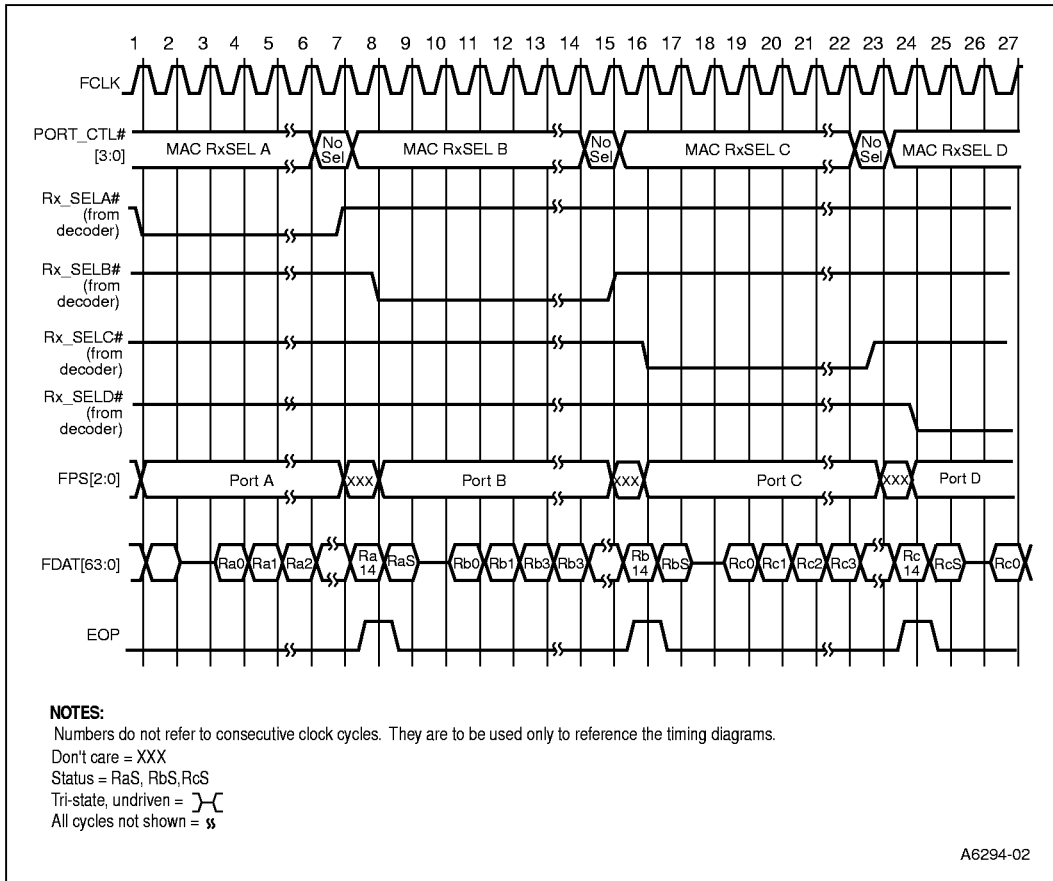 1 2 3 4 5 6 7 8 9 10 11 12 13 14 15 16 17 18 19 20 21 22 23 24 25 26 27
FCLK
PORT_CTL#
[3:0]
MAC RxSEL A
No
Sel
MAC RxSEL B
No
Sel
MAC RxSEL C
No
Sel
MAC RxSEL D
Rx_SELA#
(from
decoder)
Rx_SELB#
(from
decoder)
Rx_SELC#
(from
decoder)
Rx_SELD#
(from
decoder)
FPS[2:0]
Port A
XXX
Port B
XXX
Port C
XXX
Port D
FDAT[63:0]
Ra0 Ra1 Ra2
Ra
14
RaS
Rb0 Rb1 Rb3 Rb3
Rb
14
RbS
Rc0 Rc1 Rc2 Rc3
Rc
14
RcS
Rc0
EOP
NOTES:
Numbers do not refer to consecutive clock cycles. They are to be used only to reference the timing diagrams.
Don't care = XXX
Status = RaS, RbS,RcS
Tri-state, undriven =
All cycles not shown =
A6294-02